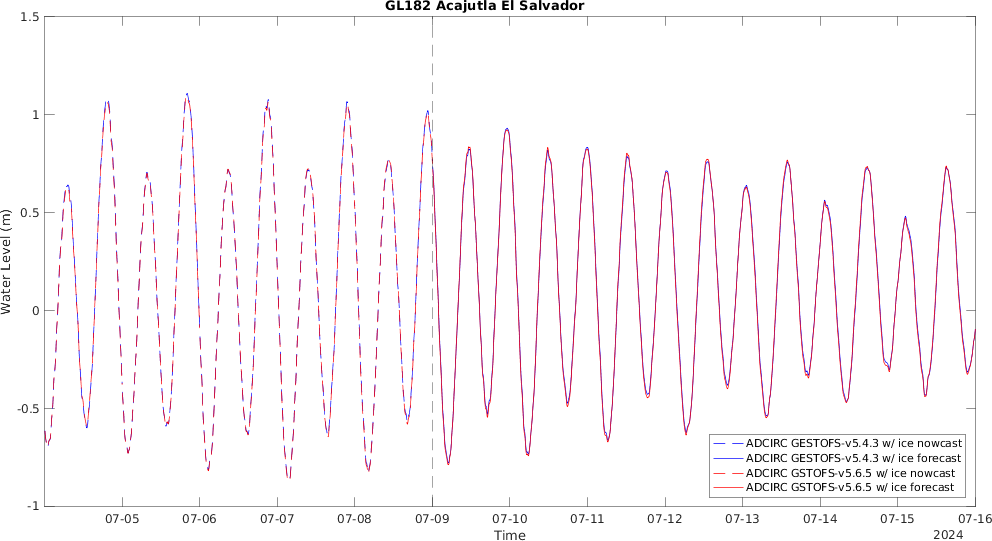 GL182 Acajutla El Salvador
1.5
1
0.5
0
-0.5
-1
Water Level (m)
07-05 07-06 07-07 07-08 07-09 07-10 07-11 07-12 07-13 07-14 07-15 07-16
Time
2024
ADCIRC GESTOFS-v5.4.3 w/ ice nowcast
ADCIRC GESTOFS-v5.4.3 w/ ice forecast
ADCIRC GSTOFS-v5.6.5 w/ ice nowcast
ADCIRC GSTOFS-v5.6.5 w/ ice forecast